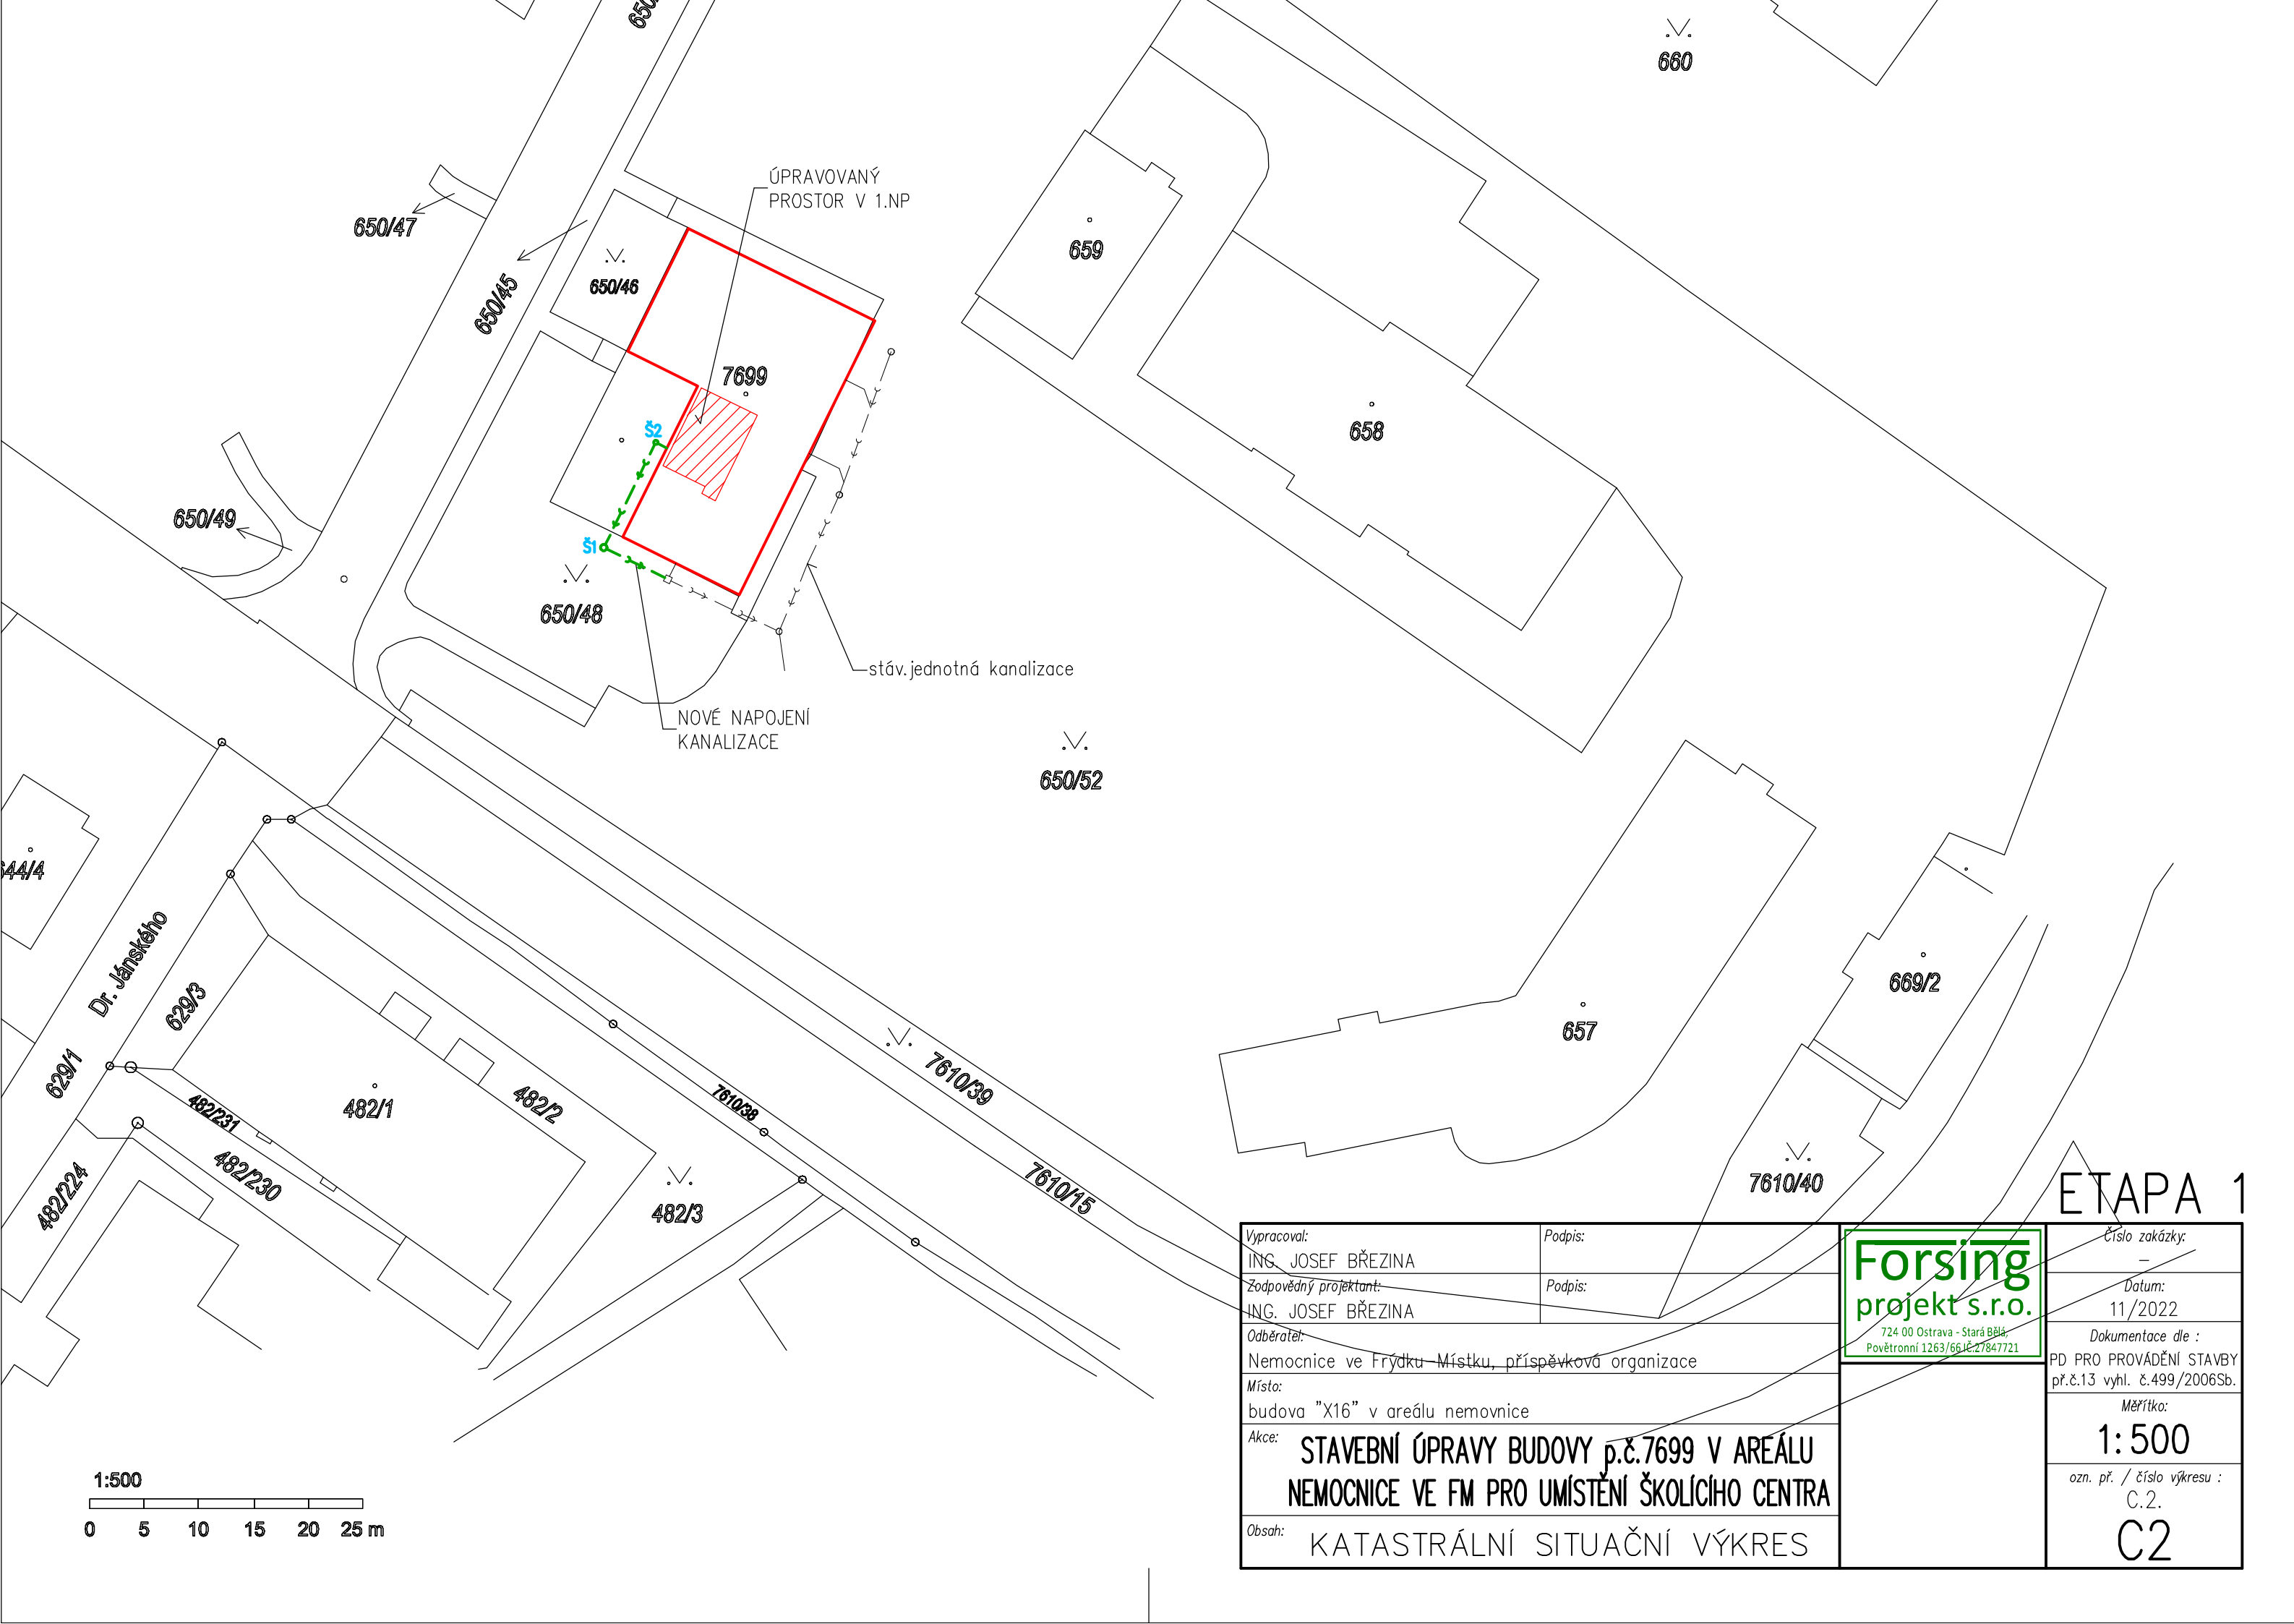 660
ÚPRAVOVANÝ
PROSTOR V 1.NP
650/47
659
650/46
650/45
7699
Š2
658
650/49
Š1
650/48
stáv.jednotná kanalizace
NOVÉ NAPOJENÍ
KANALIZACE
650/52
Dr. Jánského
629/3
669/2
657
629/1
7610/39
482/1
482/2
7610/38
482/231
482/230
482/224
482/3
7610/15
7610/40
ETAPA 1
Vypracoval:
Podpis:
ING. JOSEF BŘEZINA
Zodpovědný projektant:
Podpis:
ING. JOSEF BŘEZINA
Odběratel:
Nemocnice ve Frýdku-Místku, příspěvková organizace
Místo:
budova "X16" v areálu nemovnice
Akce:
STAVEBNÍ ÚPRAVY BUDOVY p.č.7699 V AREÁLU
NEMOCNICE VE FM PRO UMÍSTĚNÍ ŠKOLÍCÍHO CENTRA
Obsah:
KATASTRÁLNÍ SITUAČNÍ VÝKRES
Forsing
projekt s.r.o.
724 00 Ostrava - Stará Bělá,
Povětronní 1263/66,IČ:27847721
Číslo zakázky:
–
Datum:
11/2022
Dokumentace dle :
PD PRO PROVÁDĚNÍ STAVBY
př.č.13 vyhl. č.499/2006Sb.
Měřítko:
1:500
ozn. př. / číslo výkresu :
C.2.
C2
1:500
0 5 10 15 20 25 m